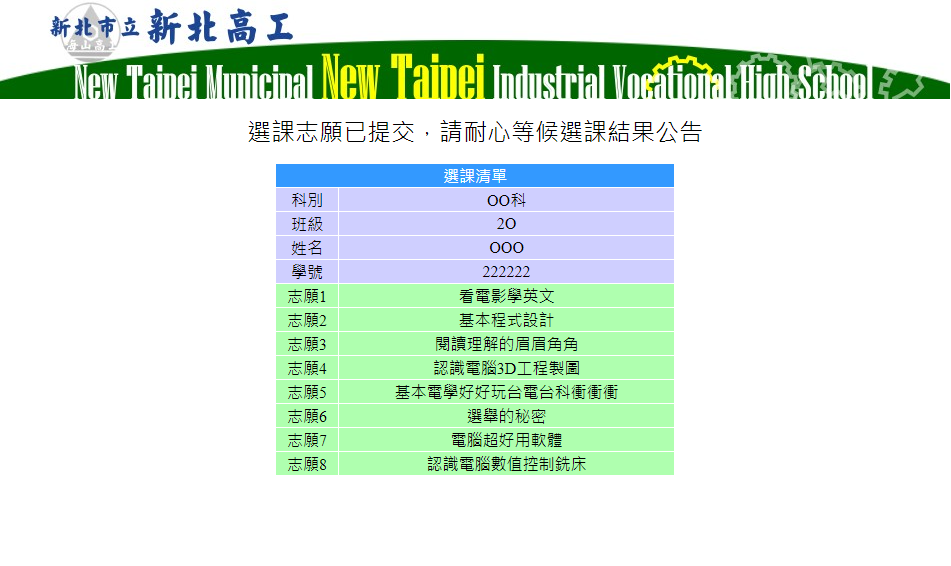 新北市立新北高工
海山高工
New Taipei Municipal New Taipei Industrial Vocational High School
選課志願已提交，請耐心等候選課結果公告
選課清單
科別 OO科
班級 2O
姓名 OOO
學號 222222
志願1 看電影學英文
志願2 基本程式設計
志願3 閱讀理解的眉眉角角
志願4 認識電腦3D工程製圖
志願5 基本電學好好玩台電台科衝衝衝
志願6 選舉的秘密
志願7 電腦超好用軟體
志願8 認識電腦數值控制銑床